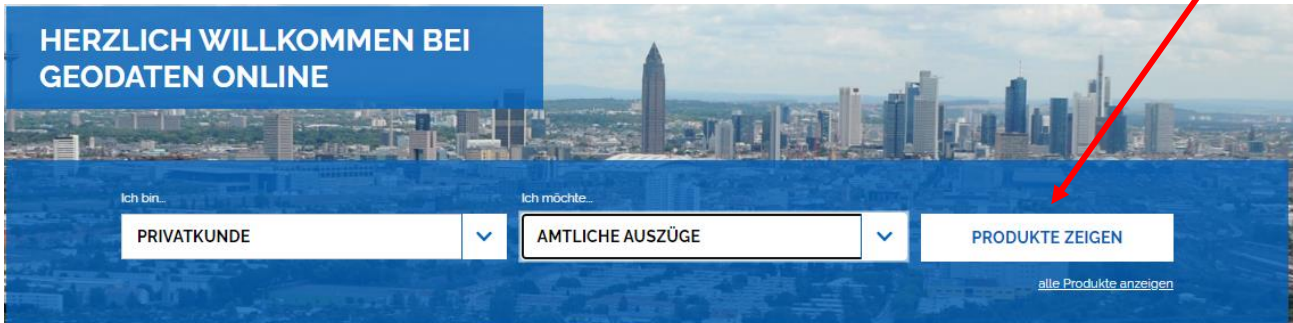 HERZLICH WILLKOMMEN BEI
GEODATEN ONLINE
Ich bin...
Ich möchte...
PRIVATKUNDE
AMTLICHE AUSZÜGE
PRODUKTE ZEIGEN
alle Produkte anzeigen